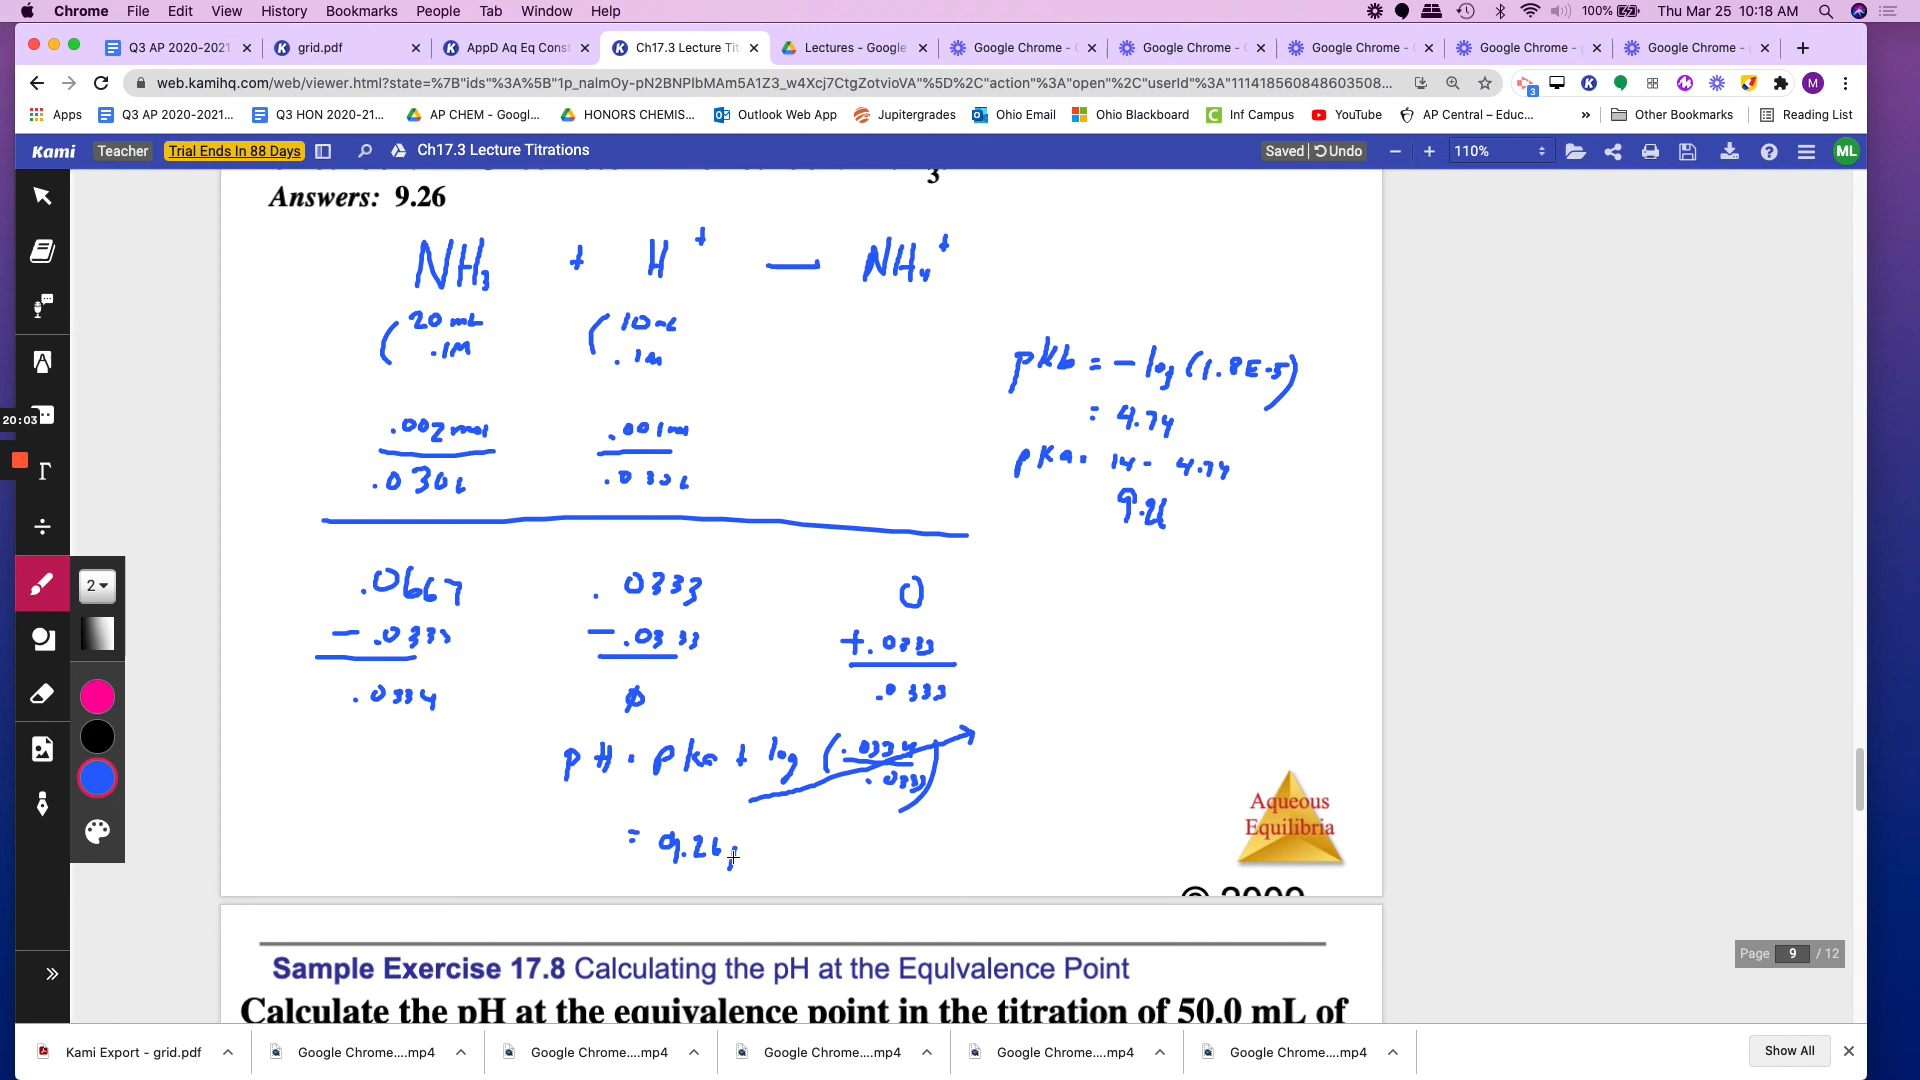 Chrome File Edit View History Bookmarks People Tab Window Help 100% Thu Mar 25 10:18 AM
Q3 AP 2020-2021 grid.pdf AppD Aq Eq Const Ch17.3 Lecture Tit Lectures - Google Google Chrome - Google Chrome - Google Chrome - Google Chrome - Google Chrome -
web.kamihq.com/web/viewer.html?state=%7B"ids"%3A%5B"1p_nalmOy-pN2BNPlbMAm5A1Z3_w4Xcj7CtgZotvioVA"%5D%2C"action"%3A"open"%2C"userId"%3A"111418560848603508...
3
M
Apps Q3 AP 2020-2021... Q3 HON 2020-21... AP CHEM - Googl... HONORS CHEMIS... Outlook Web App Jupitergrades Ohio Email Ohio Blackboard Inf Campus YouTube AP Central – Educ... » Other Bookmarks Reading List
Kami Teacher Trial Ends In 88 Days Ch17.3 Lecture Titrations Saved Undo 110% ML
3
Answers: 9.26
NH3 + H+ — NH4+
(20 mL (10 mL
.1M .1M
pKb = - log (1.8E-5)
= 4.74
.002 mol .001 mol
pKa = 14 - 4.74
.030L .030L
9.26
.0667 .0333 0
- .0333 - .0333 + .0333
.0334 0 .0333
pH = pKa + log (.0334
.0333)
= 9.26
20:03
2
Aqueous
Equilibria
© 2009
Sample Exercise 17.8 Calculating the pH at the Equlvalence Point
Calculate the pH at the equivalence point in the titration of 50.0 mL of
Page 9 / 12
Kami Export - grid.pdf Google Chrome....mp4 Google Chrome....mp4 Google Chrome....mp4 Google Chrome....mp4 Google Chrome....mp4 Show All